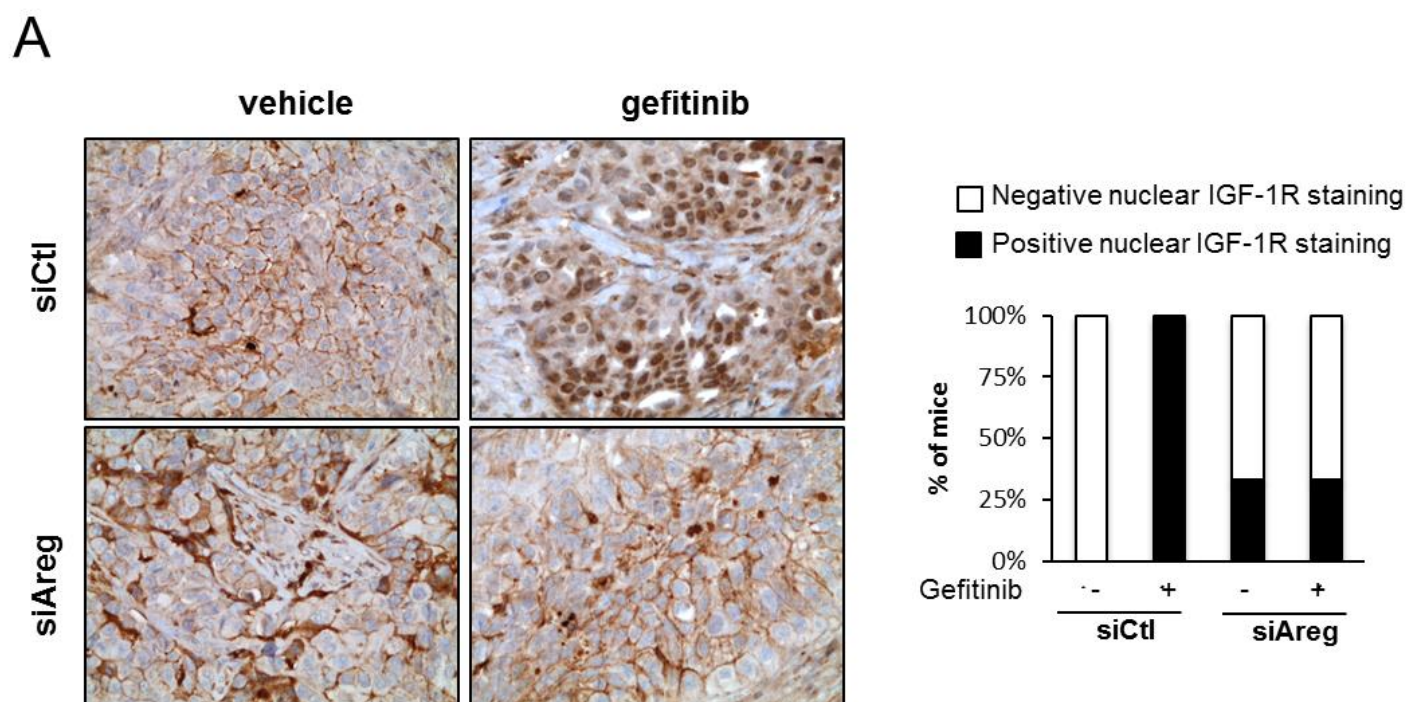 A
vehicle
gefitinib
siCtl
siAreg
Negative nuclear IGF-1R staining
Positive nuclear IGF-1R staining
% of mice
100%
75%
50%
25%
0%
Gefitinib - + - +
siCtl siAreg